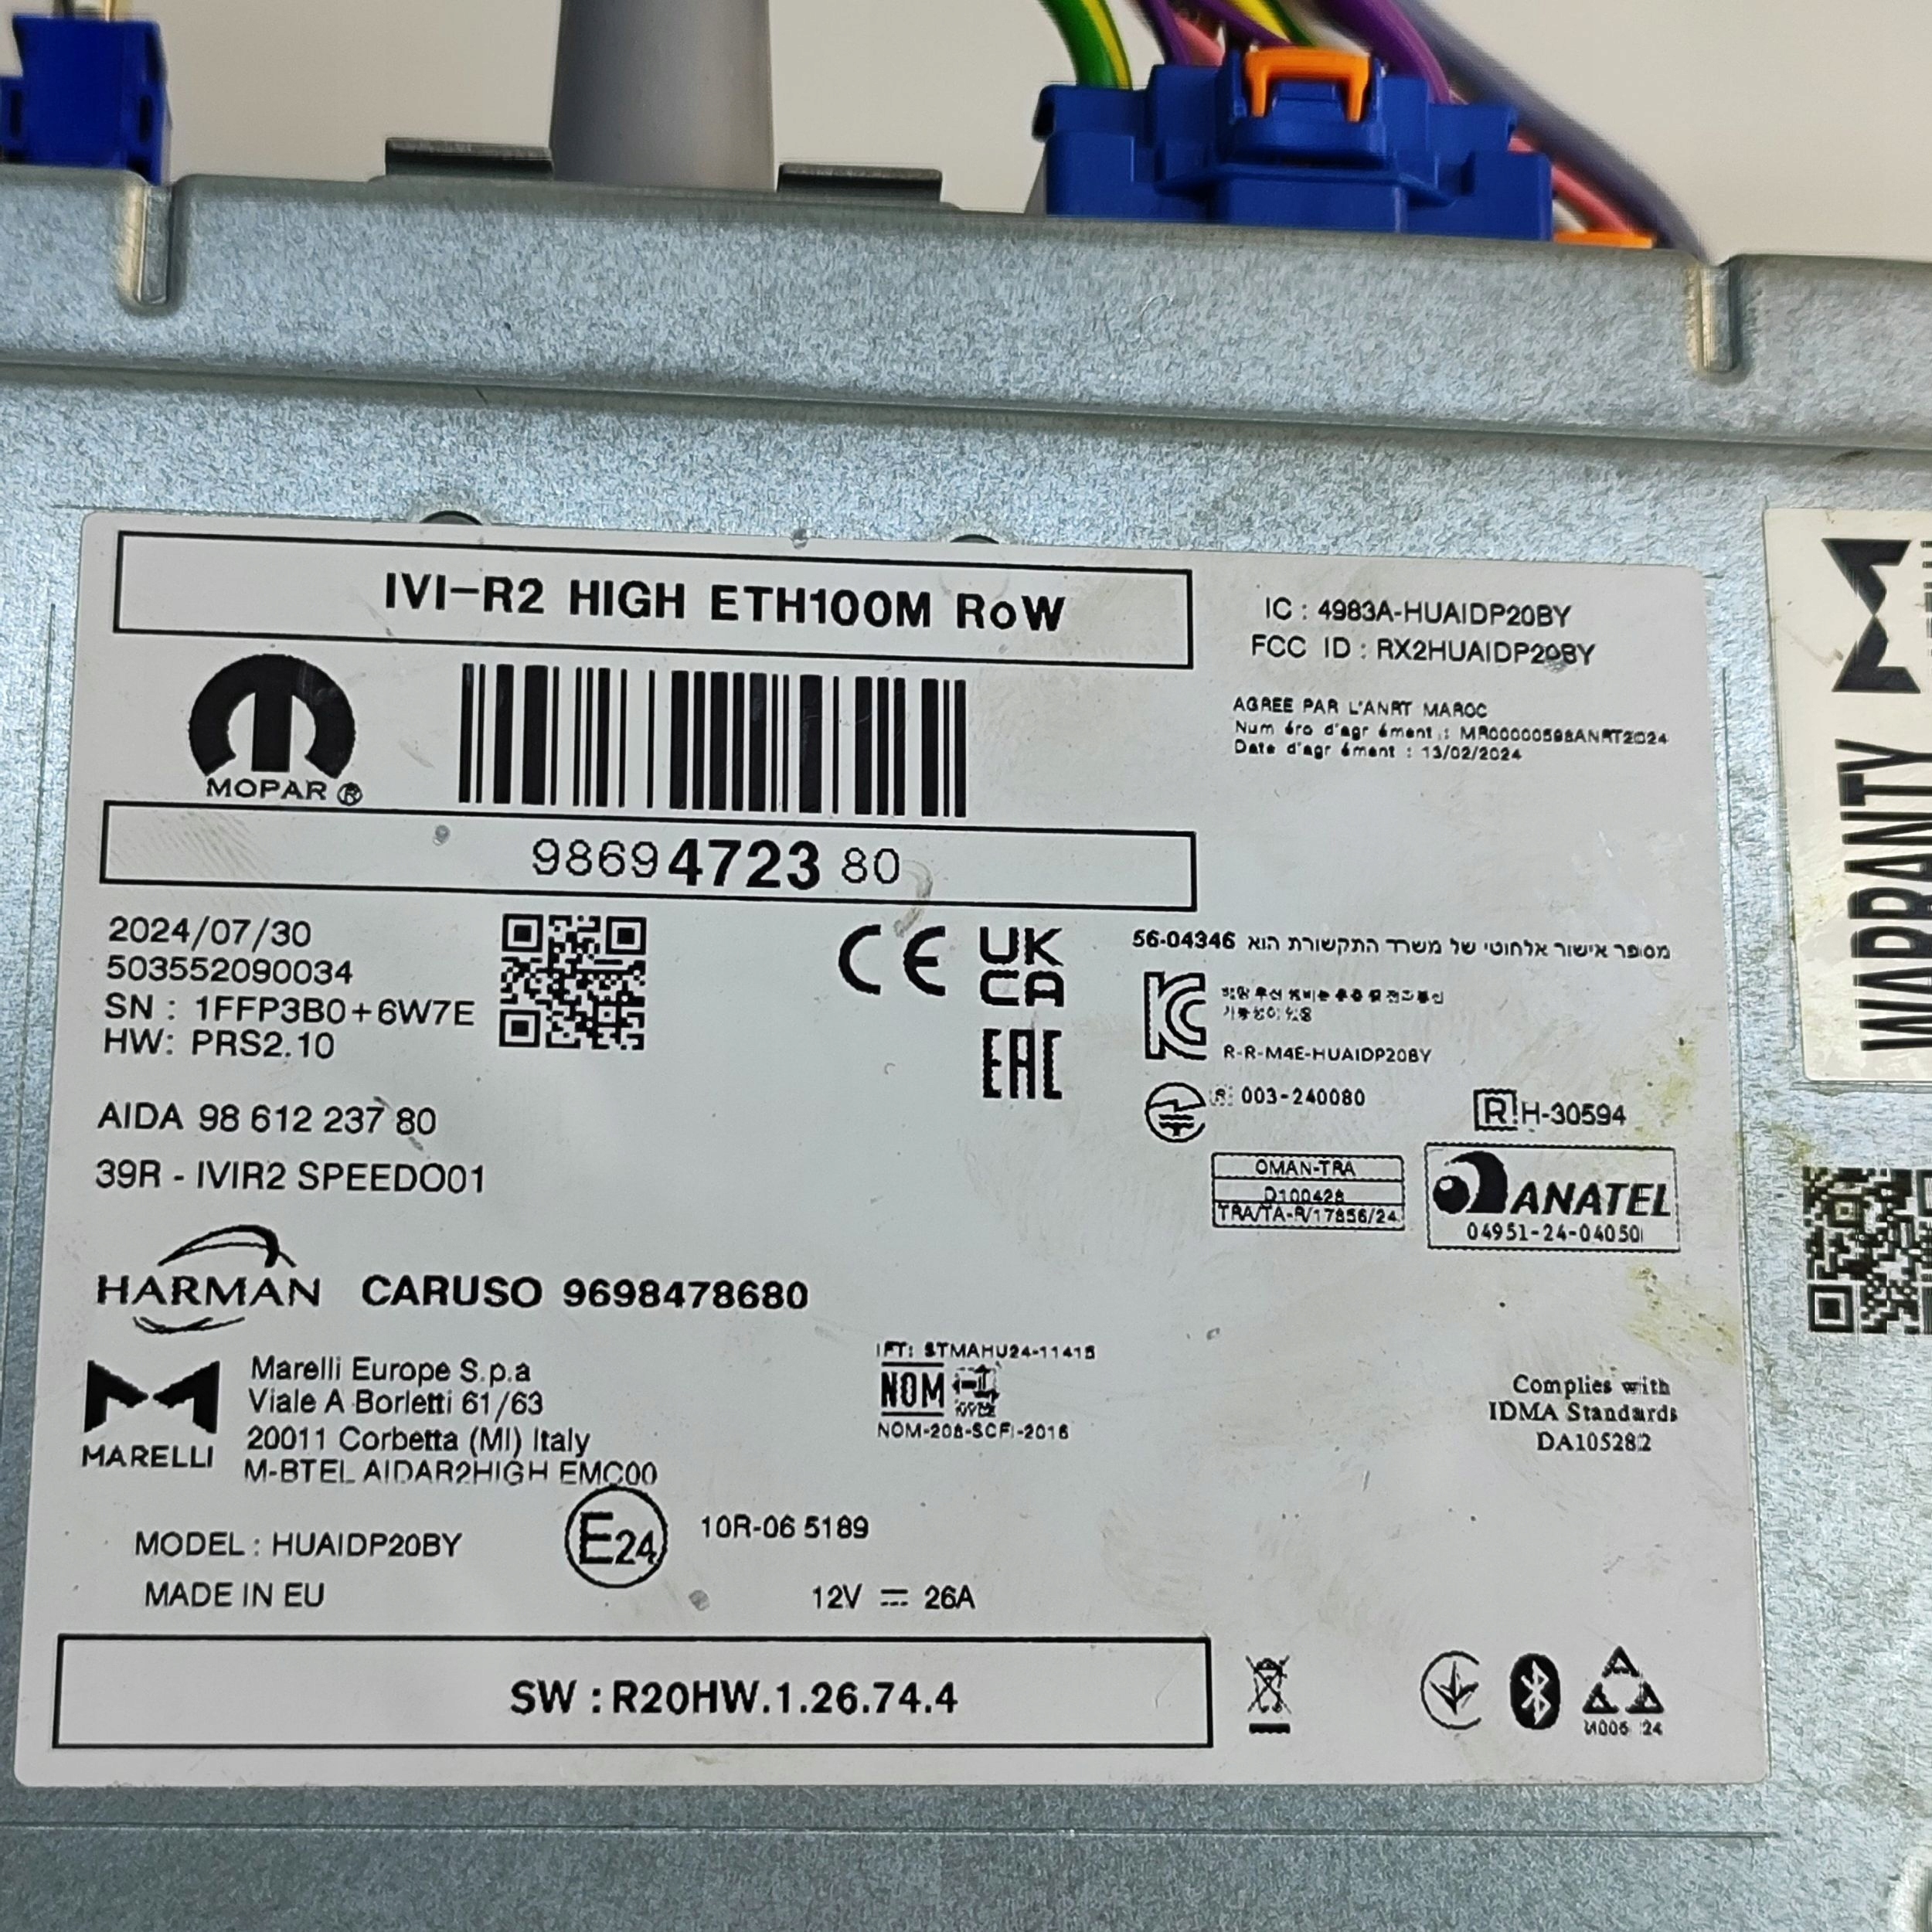 IVI-R2 HIGH ETH100M RoW
IC : 4983A-HUAIDP20BY
FCC ID : RX2HUAIDP20BY
MOPAR ®
AGREE PAR L'ANRT MAROC
Num éro d'agr ément : MR00000598ANRT2024
Date d'agr ément : 13/02/2024
9869472380
2024/07/30
503552090034
SN : 1FFP3B0+6W7E
HW: PRS2.10
CE
UK
CA
EAC
מספר אישור אלחוטי של משרד התקשורת הוא 56-04346
R-R-M4E-HUAIDP20BY
R 003-240080
R H-30594
AIDA 98 612 237 80
39R - IVIR2 SPEEDO01
OMAN-TRA
D100428
TRA/TA-R/17856/24
ANATEL
04951-24-04050
HARMAN CARUSO 9698478680
MARELLI
Marelli Europe S.p.a
Viale A Borletti 61/63
20011 Corbetta (MI) Italy
M-BTEL AIDAR2HIGH EMC00
IFT: STMAHU24-11415
NOM
NOM-208-SCFI-2016
Complies with
IDMA Standards
DA105282
MODEL : HUAIDP20BY
E24
10R-06 5189
MADE IN EU
12V ⎓ 26A
SW : R20HW.1.26.74.4
WARRANTY